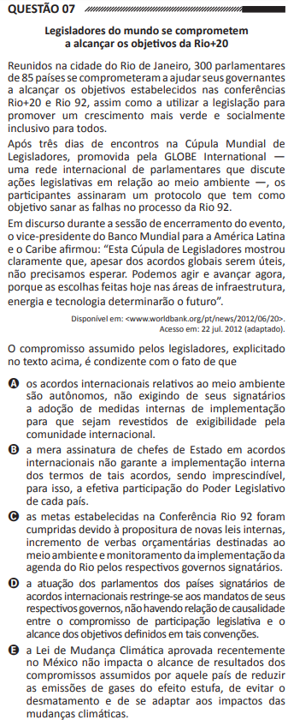 QUESTÃO 07
Legisladores do mundo se comprometem
a alcançar os objetivos da Rio+20
Reunidos na cidade do Rio de Janeiro, 300 parlamentares
de 85 países se comprometeram a ajudar seus governantes
a alcançar os objetivos estabelecidos nas conferências
Rio+20 e Rio 92, assim como a utilizar a legislação para
promover um crescimento mais verde e socialmente
inclusivo para todos.
Após três dias de encontros na Cúpula Mundial de
Legisladores, promovida pela GLOBE International —
uma rede internacional de parlamentares que discute
ações legislativas em relação ao meio ambiente —, os
participantes assinaram um protocolo que tem como
objetivo sanar as falhas no processo da Rio 92.
Em discurso durante a sessão de encerramento do evento,
o vice-presidente do Banco Mundial para a América Latina
e o Caribe afirmou: “Esta Cúpula de Legisladores mostrou
claramente que, apesar dos acordos globais serem úteis,
não precisamos esperar. Podemos agir e avançar agora,
porque as escolhas feitas hoje nas áreas de infraestrutura,
energia e tecnologia determinarão o futuro”.
Disponível em: <www.worldbank.org/pt/news/2012/06/20>.
Acesso em: 22 jul. 2012 (adaptado).
O compromisso assumido pelos legisladores, explicitado
no texto acima, é condizente com o fato de que
A os acordos internacionais relativos ao meio ambiente
são autônomos, não exigindo de seus signatários
a adoção de medidas internas de implementação
para que sejam revestidos de exigibilidade pela
comunidade internacional.
B a mera assinatura de chefes de Estado em acordos
internacionais não garante a implementação interna
dos termos de tais acordos, sendo imprescindível,
para isso, a efetiva participação do Poder Legislativo
de cada país.
C as metas estabelecidas na Conferência Rio 92 foram
cumpridas devido à propositura de novas leis internas,
incremento de verbas orçamentárias destinadas ao
meio ambiente e monitoramento da implementação da
agenda do Rio pelos respectivos governos signatários.
D a atuação dos parlamentos dos países signatários de
acordos internacionais restringe-se aos mandatos de seus
respectivos governos, não havendo relação de causalidade
entre o compromisso de participação legislativa e o
alcance dos objetivos definidos em tais convenções.
E a Lei de Mudança Climática aprovada recentemente
no México não impacta o alcance de resultados dos
compromissos assumidos por aquele país de reduzir
as emissões de gases do efeito estufa, de evitar o
desmatamento e de se adaptar aos impactos das
mudanças climáticas.